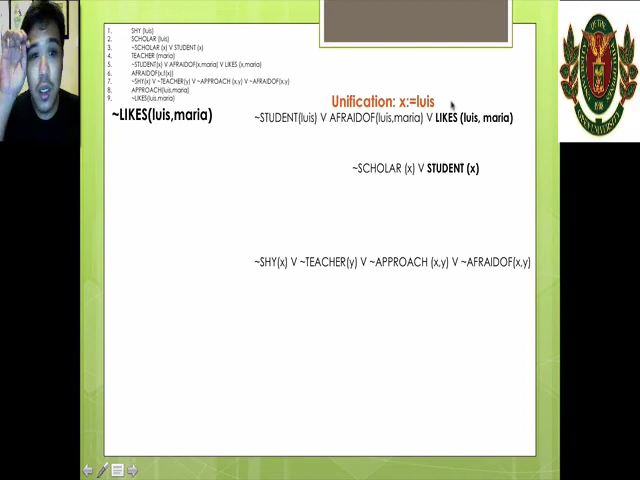 1. SHY (luis)
2. SCHOLAR (luis)
3. ~SCHOLAR (x) V STUDENT (x)
4. TEACHER (maria)
5. ~STUDENT(x) V AFRAIDOF(x,maria) V LIKES (x,maria)
6. AFRAIDOF(x,f(x))
7. ~SHY(x) V ~TEACHER(y) V ~APPROACH (x,y) V ~AFRAIDOF(x,y)
8. APPROACH(luis,maria)
9. ~LIKES(luis,maria)
Unification: x:=luis
~LIKES(luis,maria)
~STUDENT(luis) V AFRAIDOF(luis,maria) V LIKES (luis, maria)
~SCHOLAR (x) V STUDENT (x)
~SHY(x) V ~TEACHER(y) V ~APPROACH (x,y) V ~AFRAIDOF(x,y)